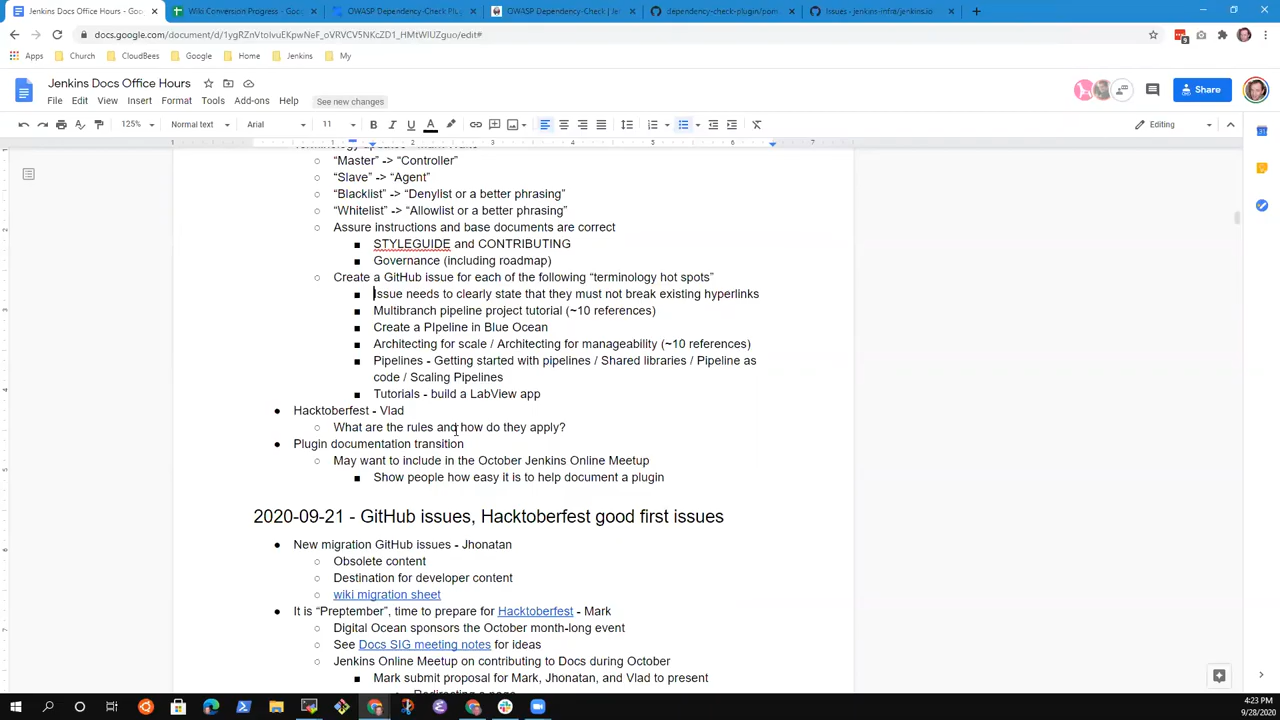 Jenkins Docs Office Hours - Goo
Wiki Conversion Progress - Goog
OWASP Dependency-Check Plug
OWASP Dependency-Check | Jen
dependency-check-plugin/pom
Issues · jenkins-infra/jenkins.io
Apps
Church
CloudBees
Google
Home
Jenkins
My
Jenkins Docs Office Hours
File Edit View Insert Format Tools Add-ons Help See new changes
Share
125% Normal text Arial 11
Editing
“Master” -> “Controller”
“Slave” -> “Agent”
“Blacklist” -> “Denylist or a better phrasing”
“Whitelist” -> “Allowlist or a better phrasing”
Assure instructions and base documents are correct
STYLEGUIDE and CONTRIBUTING
Governance (including roadmap)
Create a GitHub issue for each of the following “terminology hot spots”
Issue needs to clearly state that they must not break existing hyperlinks
Multibranch pipeline project tutorial (~10 references)
Create a PIpeline in Blue Ocean
Architecting for scale / Architecting for manageability (~10 references)
Pipelines - Getting started with pipelines / Shared libraries / Pipeline as
code / Scaling Pipelines
Tutorials - build a LabView app
Hacktoberfest - Vlad
What are the rules and how do they apply?
Plugin documentation transition
May want to include in the October Jenkins Online Meetup
Show people how easy it is to help document a plugin
2020-09-21 - GitHub issues, Hacktoberfest good first issues
New migration GitHub issues - Jhonatan
Obsolete content
Destination for developer content
wiki migration sheet
It is “Preptember”, time to prepare for Hacktoberfest - Mark
Digital Ocean sponsors the October month-long event
See Docs SIG meeting notes for ideas
Jenkins Online Meetup on contributing to Docs during October
Mark submit proposal for Mark, Jhonatan, and Vlad to present
4:23 PM
9/28/2020